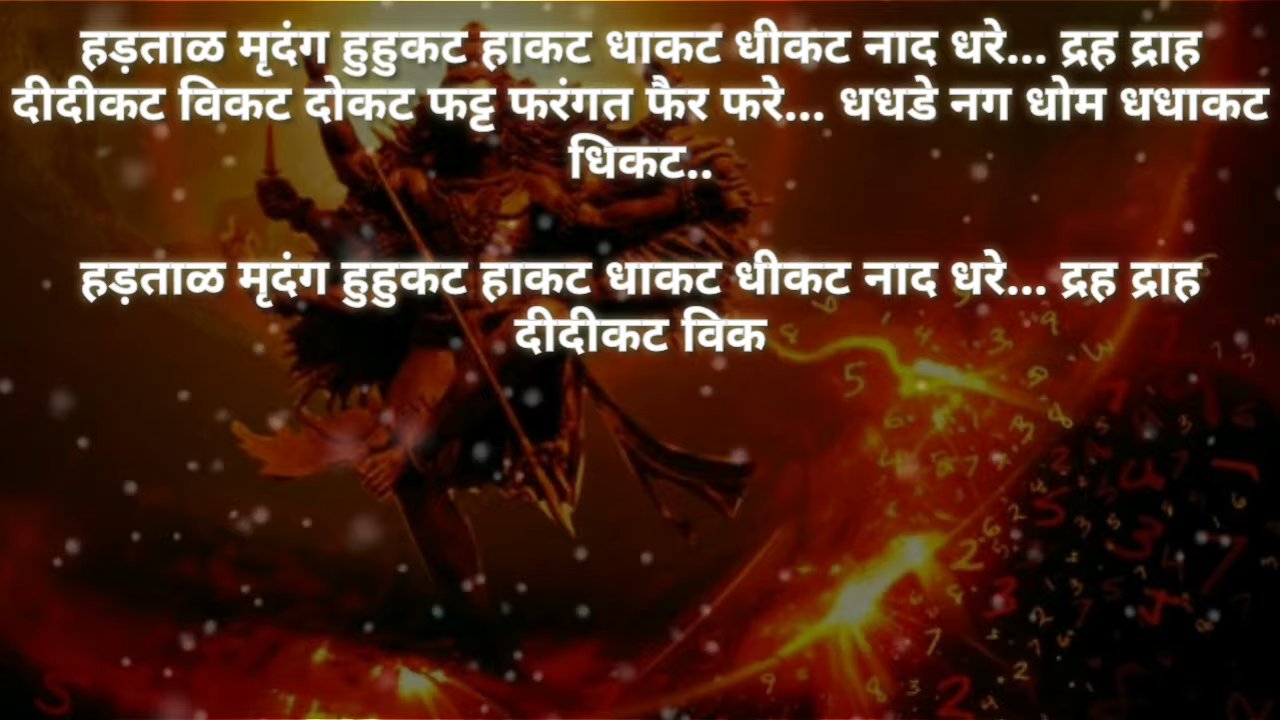 हड़ताळ मृदंग हुहुकट हाकट धाकट धीकट नाद धरे... द्रह द्राह
दीदीकट विकट दोकट फट्ट फरंगत फैर फरे... धधडे नग धोम धधाकट
धिकट..
हड़ताळ मृदंग हुहुकट हाकट धाकट धीकट नाद धरे... द्रह द्राह
दीदीकट विक